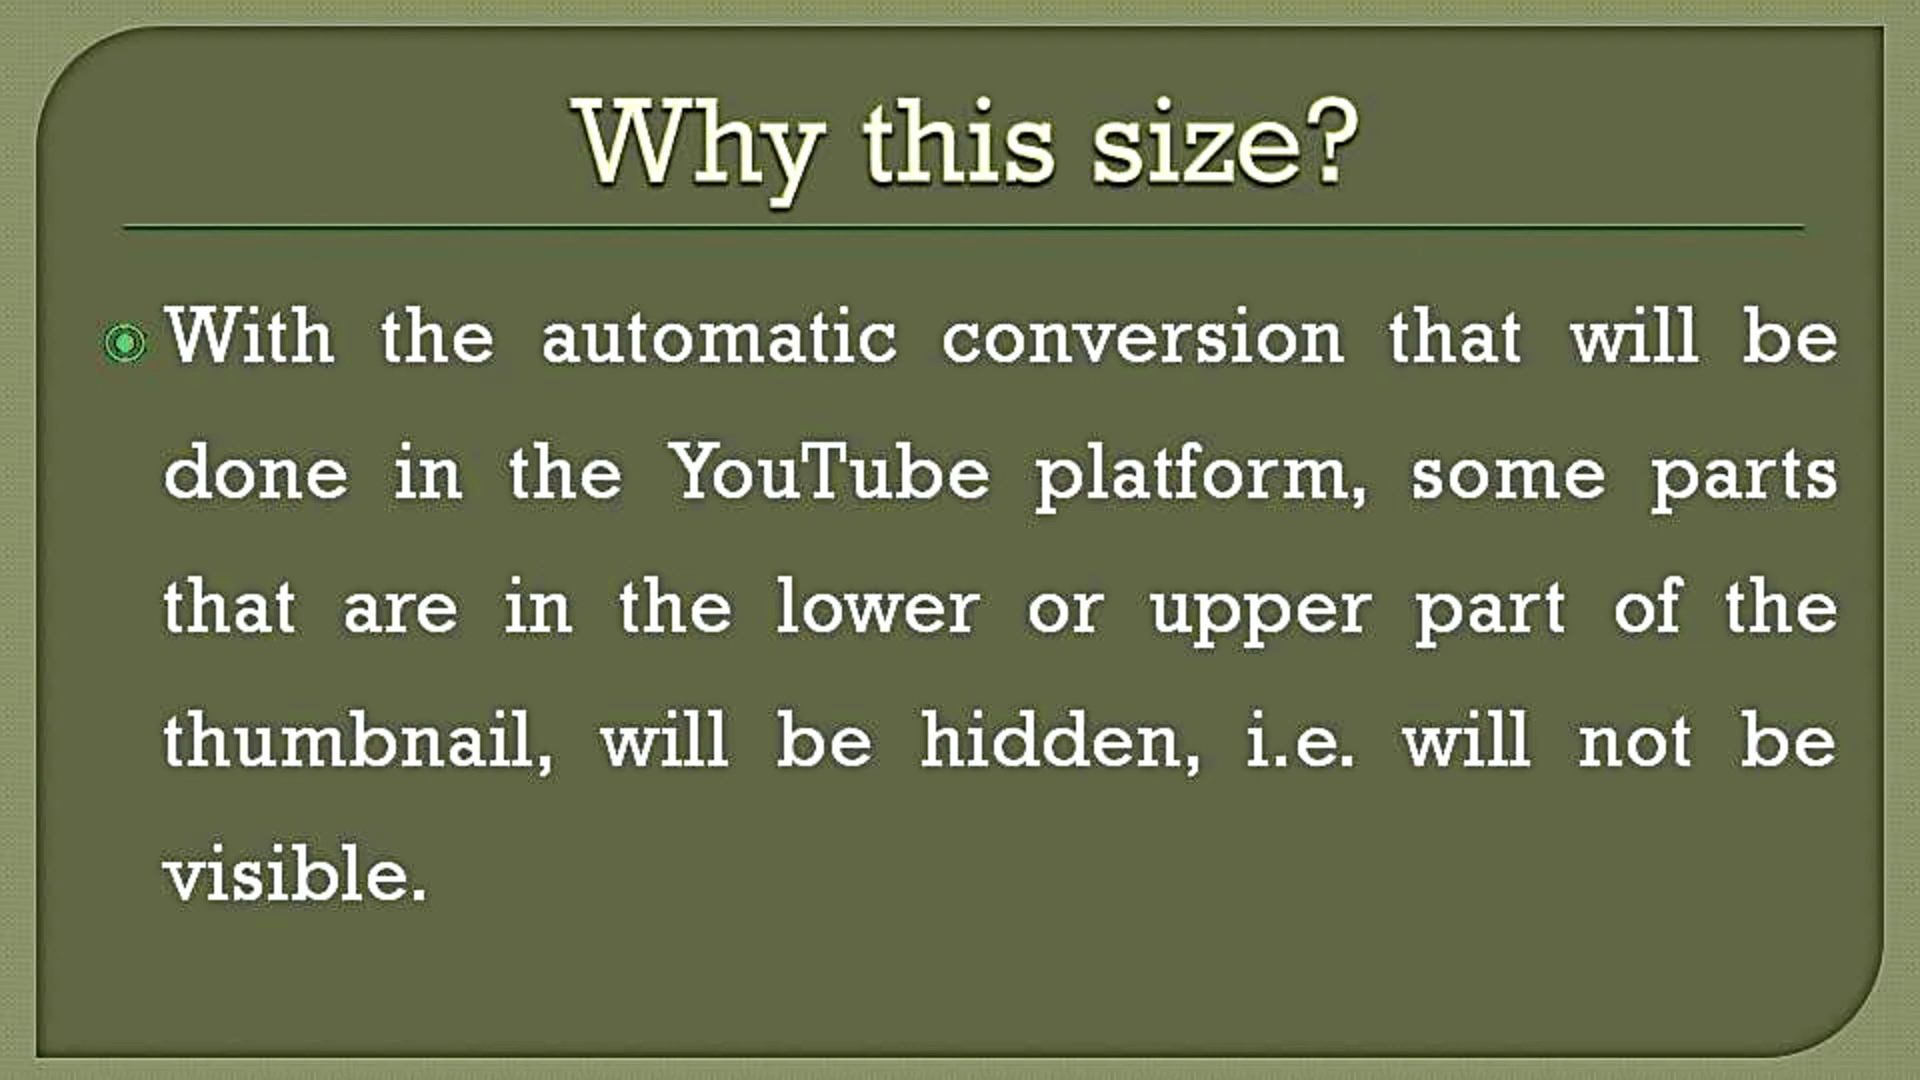 Why this size?
With the automatic conversion that will be
done in the YouTube platform, some parts
that are in the lower or upper part of the
thumbnail, will be hidden, i.e. will not be
visible.